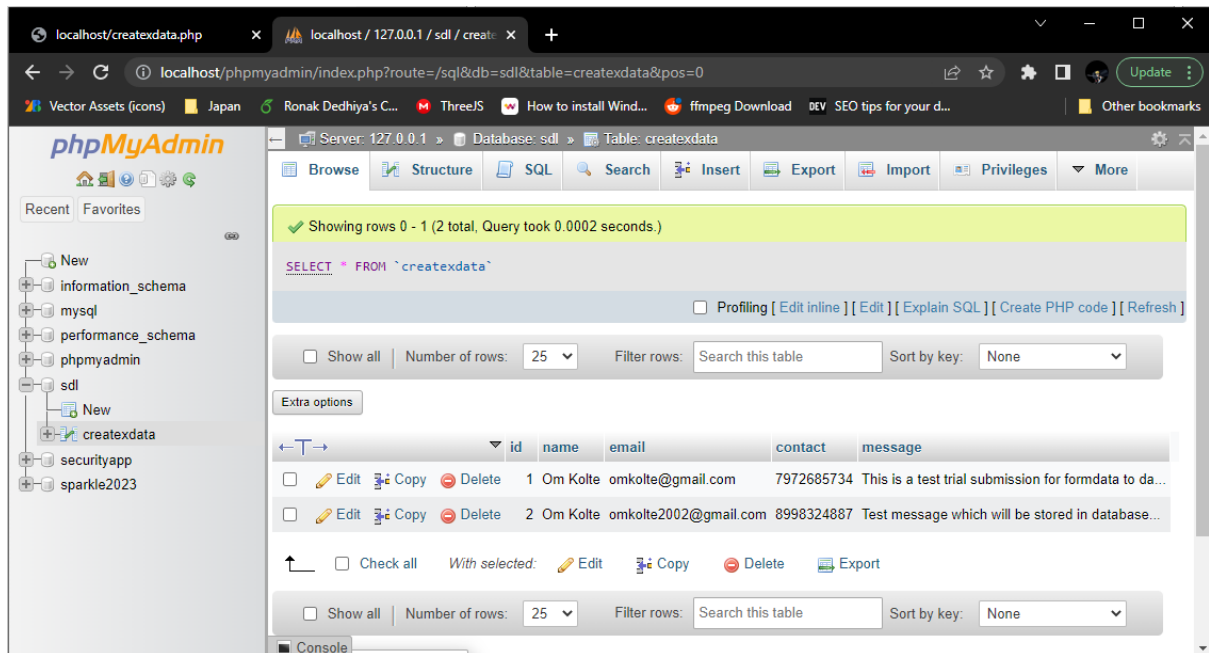 localhost/createxdata.php
localhost / 127.0.0.1 / sdl / create
localhost/phpmyadmin/index.php?route=/sql&db=sdl&table=createxdata&pos=0
Update
Vector Assets (icons) Japan Ronak Dedhiya's C... ThreeJS How to install Wind... ffmpeg Download DEV SEO tips for your d... Other bookmarks
phpMyAdmin
Recent Favorites
New
information_schema
mysql
performance_schema
phpmyadmin
sdl
New
createxdata
securityapp
sparkle2023
Server: 127.0.0.1 » Database: sdl » Table: createxdata
Browse Structure SQL Search Insert Export Import Privileges More
Showing rows 0 - 1 (2 total, Query took 0.0002 seconds.)
SELECT * FROM `createxdata`
Profiling [ Edit inline ] [ Edit ] [ Explain SQL ] [ Create PHP code ] [ Refresh ]
Show all | Number of rows: 25 Filter rows: Search this table Sort by key: None
Extra options
←T→ id name email contact message
Edit Copy Delete 1 Om Kolte omkolte@gmail.com 7972685734 This is a test trial submission for formdata to da...
Edit Copy Delete 2 Om Kolte omkolte2002@gmail.com 8998324887 Test message which will be stored in database...
Check all With selected: Edit Copy Delete Export
Show all | Number of rows: 25 Filter rows: Search this table Sort by key: None
Console